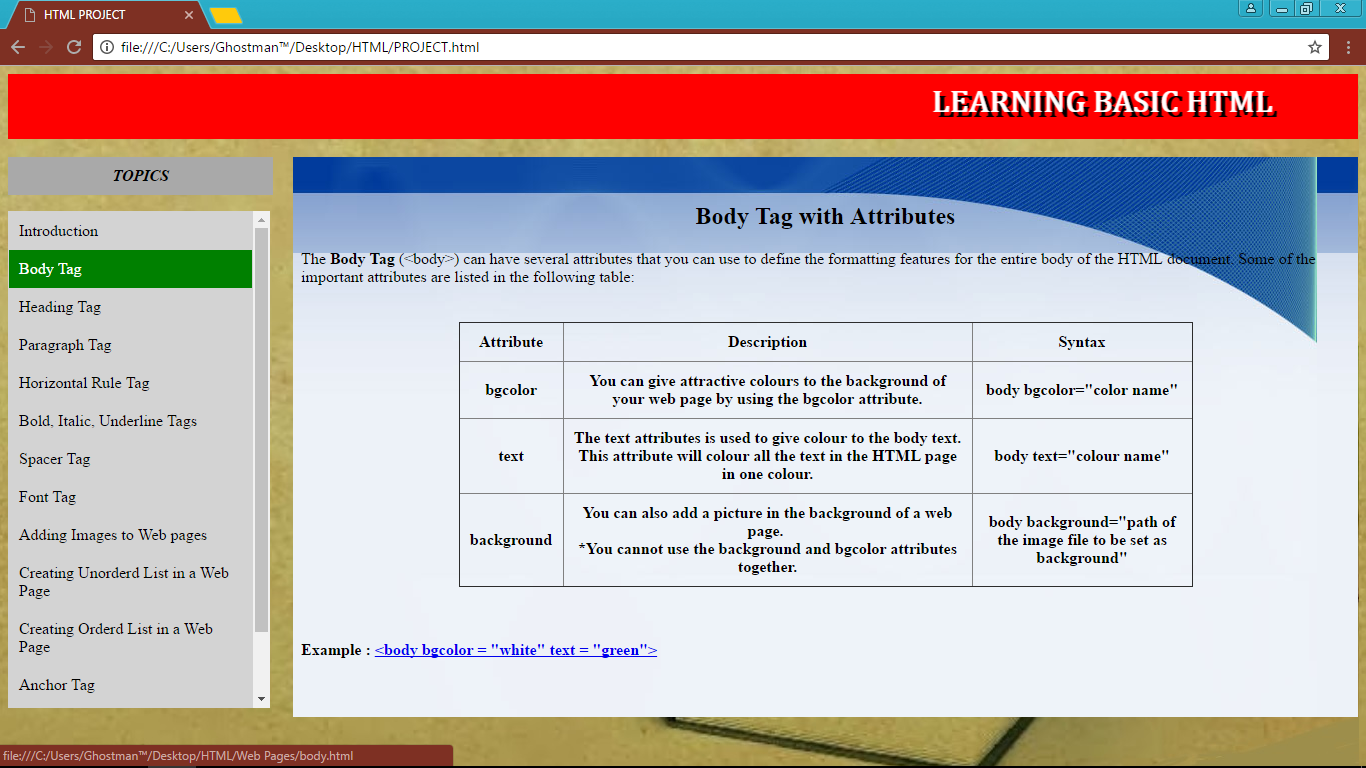 HTML PROJECT
file:///C:/Users/Ghostman™/Desktop/HTML/PROJECT.html
LEARNING BASIC HTML
TOPICS
Introduction
Body Tag
Heading Tag
Paragraph Tag
Horizontal Rule Tag
Bold, Italic, Underline Tags
Spacer Tag
Font Tag
Adding Images to Web pages
Creating Unorderd List in a Web
Page
Creating Orderd List in a Web
Page
Anchor Tag
Body Tag with Attributes
The Body Tag (<body>) can have several attributes that you can use to define the formatting features for the entire body of the HTML document. Some of the
important attributes are listed in the following table:
Attribute Description Syntax
bgcolor
You can give attractive colours to the background of
your web page by using the bgcolor attribute.
body bgcolor="color name"
text
The text attributes is used to give colour to the body text.
This attribute will colour all the text in the HTML page
in one colour.
body text="colour name"
background
You can also add a picture in the background of a web
page.
*You cannot use the background and bgcolor attributes
together.
body background="path of
the image file to be set as
background"
Example : <body bgcolor = "white" text = "green">
file:///C:/Users/Ghostman™/Desktop/HTML/Web Pages/body.html